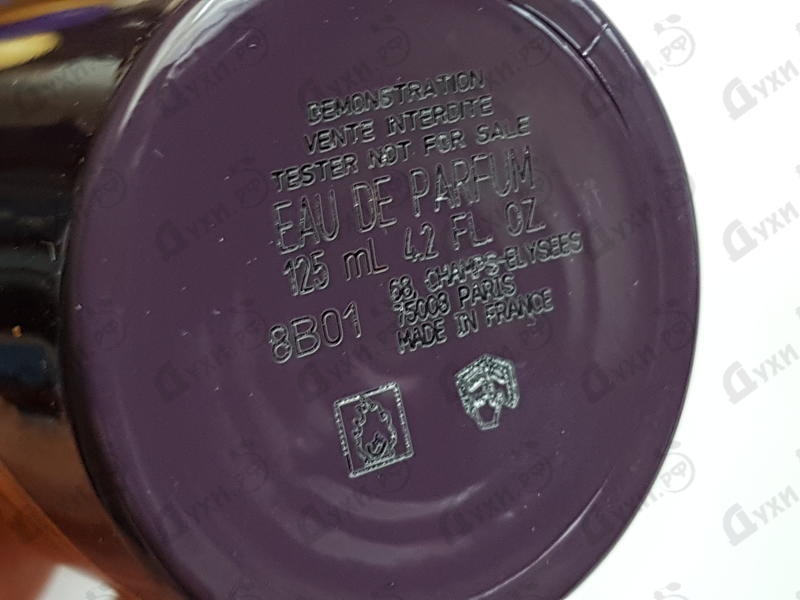 DEMONSTRATION
VENTE INTERDITE
TESTER NOT FOR SALE
EAU DE PARFUM
125 mL 4.2 FL. OZ
68, CHAMPS-ELYSEES
75008 PARIS
MADE IN FRANCE
8B01
Духи.рф